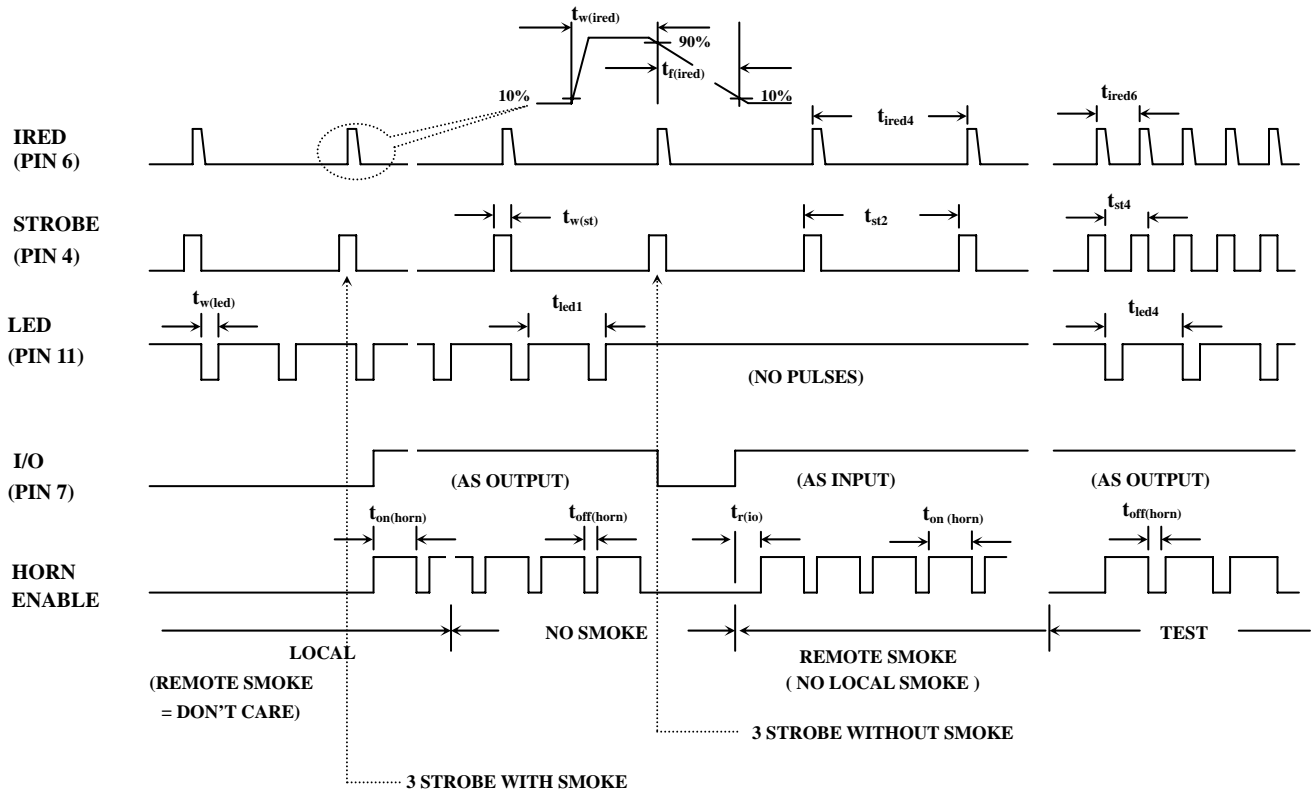 tw(ired)
90%
tf(ired)
10%
10%
tired4
tired6
IRED
(PIN 6)
STROBE
(PIN 4)
tw(st)
tst2
tst4
tw(led)
tled1
tled4
LED
(PIN 11)
(NO PULSES)
I/O
(PIN 7)
(AS OUTPUT)
(AS INPUT)
(AS OUTPUT)
ton(horn)
toff(horn)
tr(io)
ton (horn)
toff(horn)
HORN
ENABLE
LOCAL
NO SMOKE
REMOTE SMOKE
( NO LOCAL SMOKE )
TEST
(REMOTE SMOKE
= DON'T CARE)
3 STROBE WITHOUT SMOKE
3 STROBE WITH SMOKE